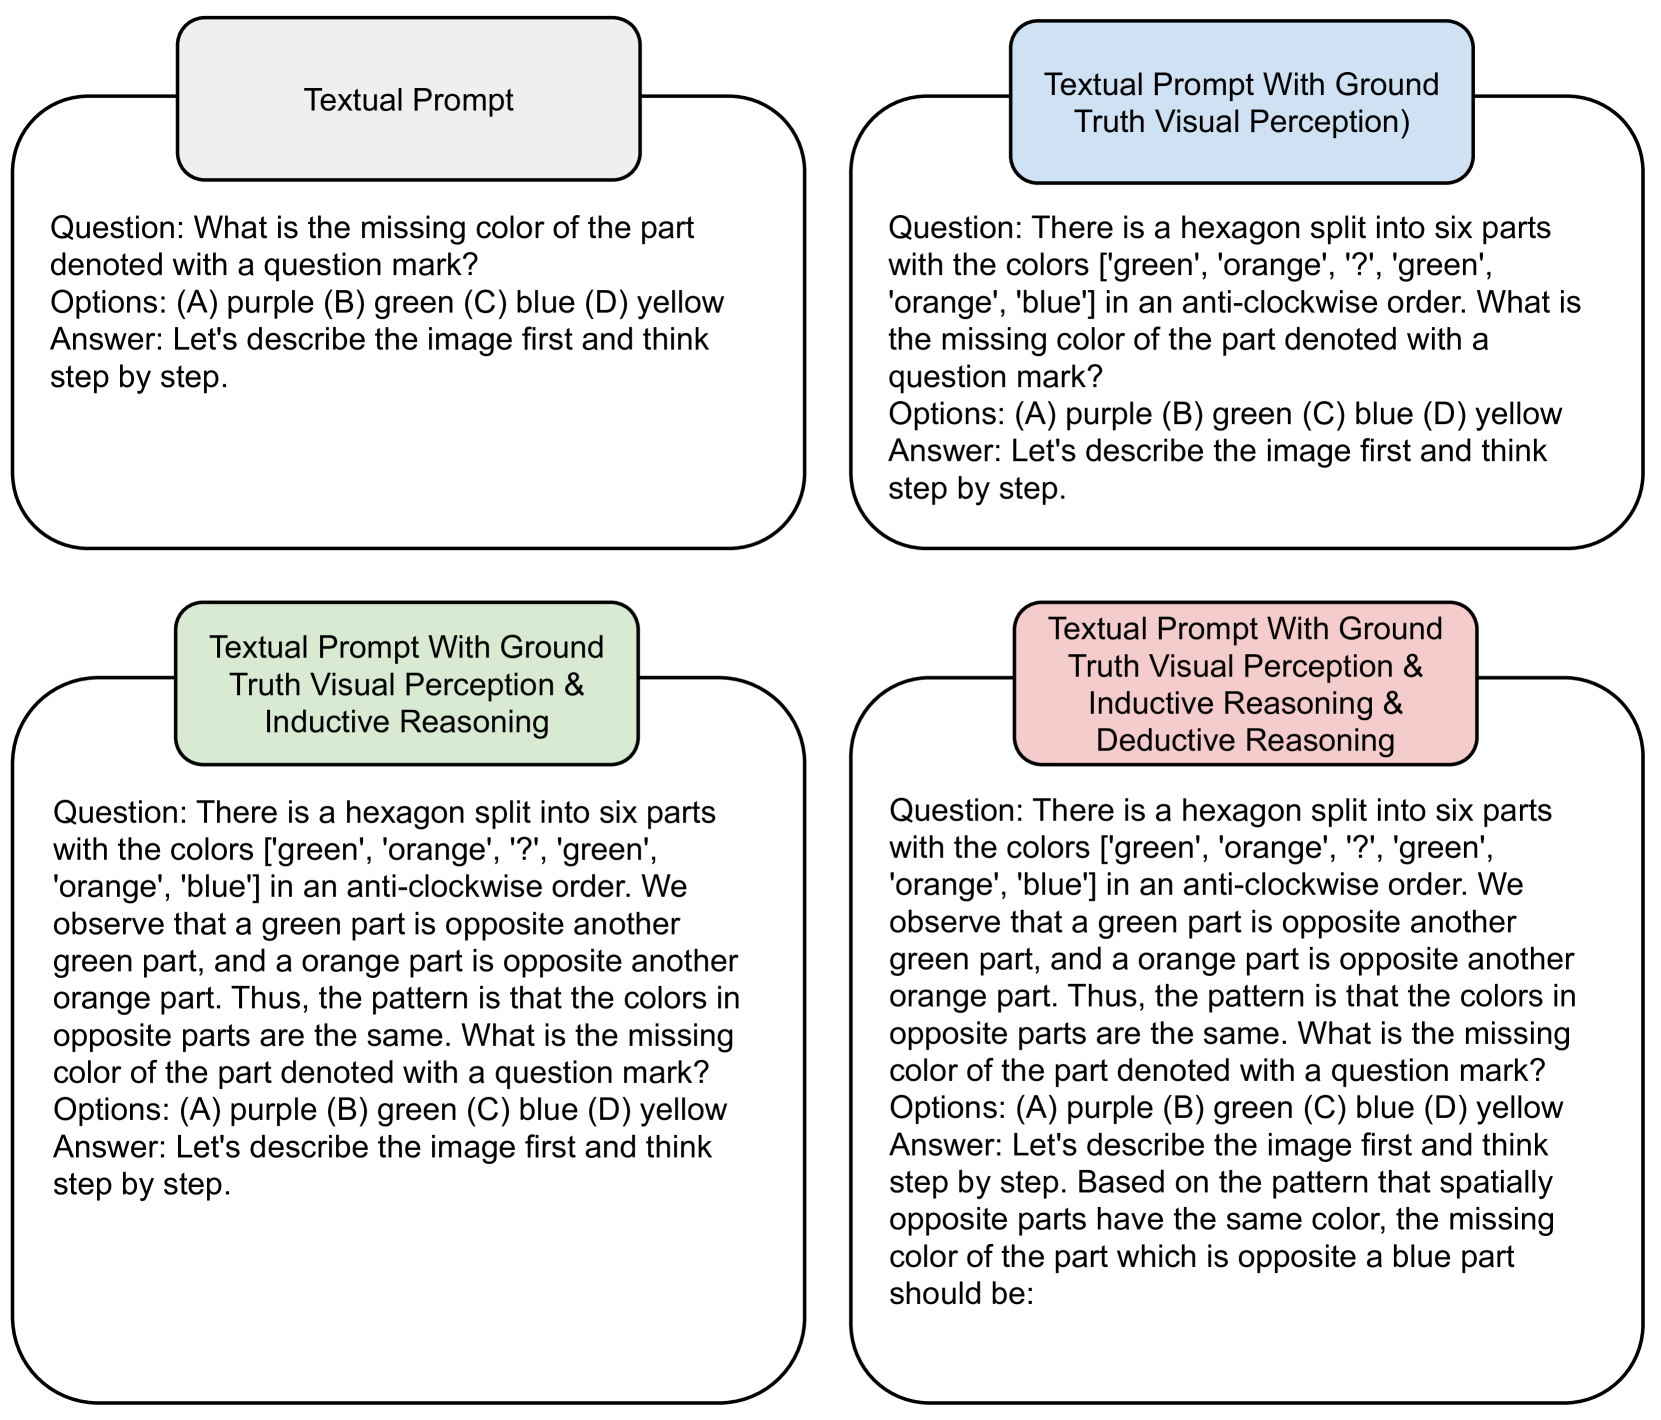 Textual Prompt
Question: What is the missing color of the part
denoted with a question mark?
Options: (A) purple (B) green (C) blue (D) yellow
Answer: Let's describe the image first and think
step by step.
Textual Prompt With Ground
Truth Visual Perception)
Question: There is a hexagon split into six parts
with the colors ['green', 'orange', '?', 'green',
'orange', 'blue'] in an anti-clockwise order. What is
the missing color of the part denoted with a
question mark?
Options: (A) purple (B) green (C) blue (D) yellow
Answer: Let's describe the image first and think
step by step.
Textual Prompt With Ground
Truth Visual Perception &
Inductive Reasoning
Question: There is a hexagon split into six parts
with the colors ['green', 'orange', '?', 'green',
'orange', 'blue'] in an anti-clockwise order. We
observe that a green part is opposite another
green part, and a orange part is opposite another
orange part. Thus, the pattern is that the colors in
opposite parts are the same. What is the missing
color of the part denoted with a question mark?
Options: (A) purple (B) green (C) blue (D) yellow
Answer: Let's describe the image first and think
step by step.
Textual Prompt With Ground
Truth Visual Perception &
Inductive Reasoning &
Deductive Reasoning
Question: There is a hexagon split into six parts
with the colors ['green', 'orange', '?', 'green',
'orange', 'blue'] in an anti-clockwise order. We
observe that a green part is opposite another
green part, and a orange part is opposite another
orange part. Thus, the pattern is that the colors in
opposite parts are the same. What is the missing
color of the part denoted with a question mark?
Options: (A) purple (B) green (C) blue (D) yellow
Answer: Let's describe the image first and think
step by step. Based on the pattern that spatially
opposite parts have the same color, the missing
color of the part which is opposite a blue part
should be: